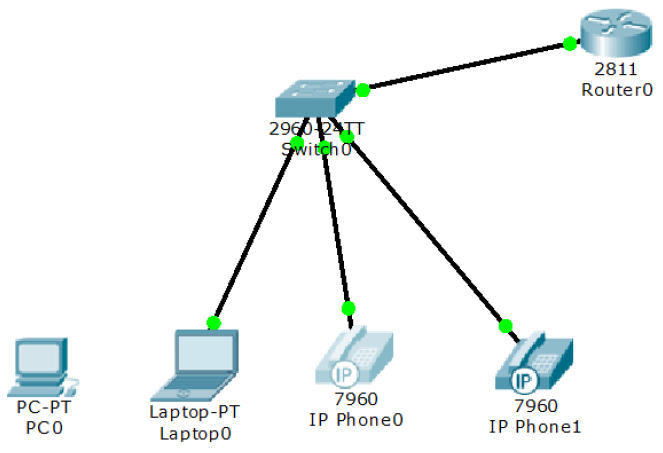 2811
Router0
2960-24TT
Switch0
PC-PT
PC0
Laptop-PT
Laptop0
IP
7960
IP Phone0
IP
7960
IP Phone1